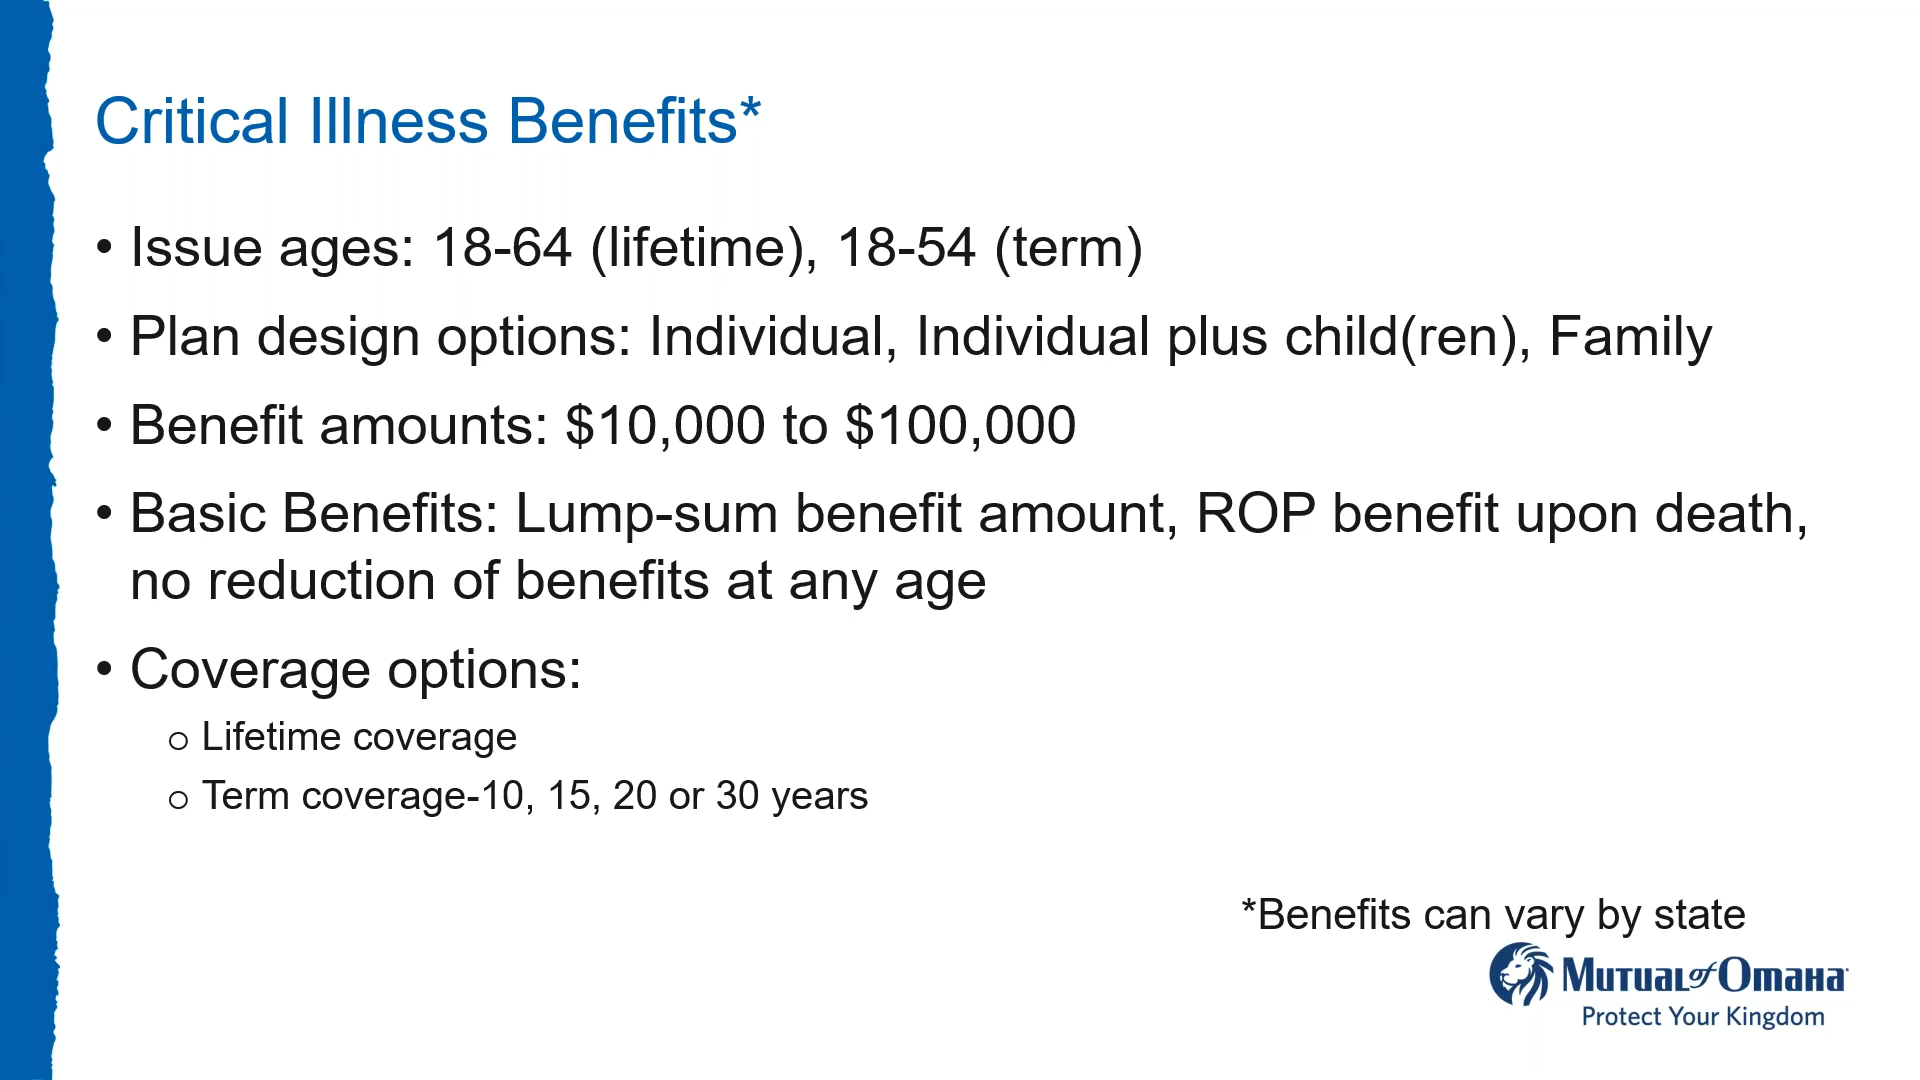 Critical Illness Benefits*
• Issue ages: 18-64 (lifetime), 18-54 (term)
• Plan design options: Individual, Individual plus child(ren), Family
• Benefit amounts: $10,000 to $100,000
• Basic Benefits: Lump-sum benefit amount, ROP benefit upon death,
no reduction of benefits at any age
• Coverage options:
o Lifetime coverage
o Term coverage-10, 15, 20 or 30 years
*Benefits can vary by state
Mutual of Omaha
Protect Your Kingdom